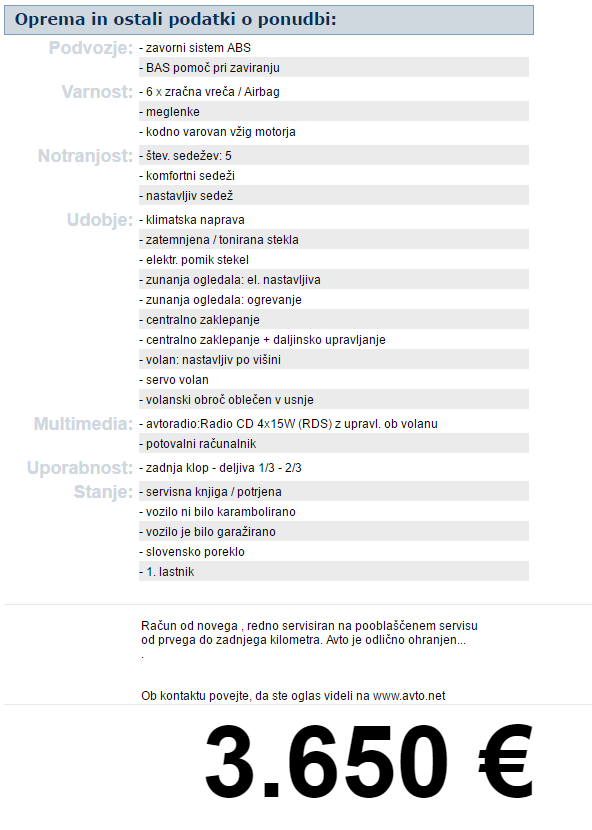 Oprema in ostali podatki o ponudbi:
Podvozje: - zavorni sistem ABS
- BAS pomoč pri zaviranju
Varnost: - 6 x zračna vreča / Airbag
- meglenke
- kodno varovan vžig motorja
Notranjost: - štev. sedežev: 5
- komfortni sedeži
- nastavljiv sedež
Udobje: - klimatska naprava
- zatemnjena / tonirana stekla
- elektr. pomik stekel
- zunanja ogledala: el. nastavljiva
- zunanja ogledala: ogrevanje
- centralno zaklepanje
- centralno zaklepanje + daljinsko upravljanje
- volan: nastavljiv po višini
- servo volan
- volanski obroč oblečen v usnje
Multimedia: - avtoradio:Radio CD 4x15W (RDS) z upravl. ob volanu
- potovalni računalnik
Uporabnost: - zadnja klop - deljiva 1/3 - 2/3
Stanje: - servisna knjiga / potrjena
- vozilo ni bilo karambolirano
- vozilo je bilo garažirano
- slovensko poreklo
- 1. lastnik
Račun od novega , redno servisiran na pooblaščenem servisu
od prvega do zadnjega kilometra. Avto je odlično ohranjen...
.
Ob kontaktu povejte, da ste oglas videli na www.avto.net
3.650 €